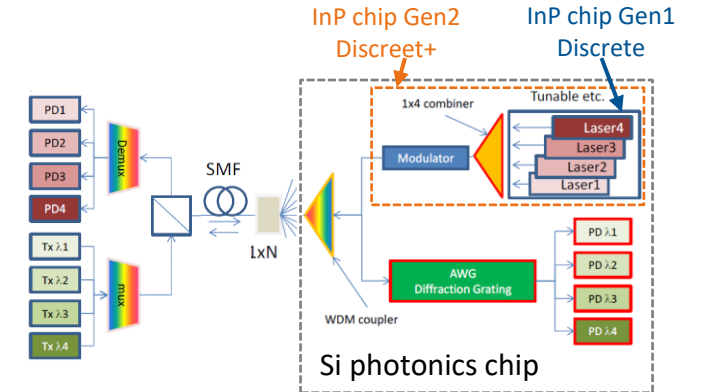 InP chip Gen2
Discreet+
InP chip Gen1
Discrete
1x4 combiner
Tunable etc.
Laser4
Laser3
Laser2
Laser1
Modulator
PD1
PD2
PD3
PD4
Demux
SMF
1xN
Tx λ1
Tx λ2
Tx λ3
Tx λ4
mux
WDM coupler
AWG
Diffraction Grating
PD λ1
PD λ2
PD λ3
PD λ4
Si photonics chip